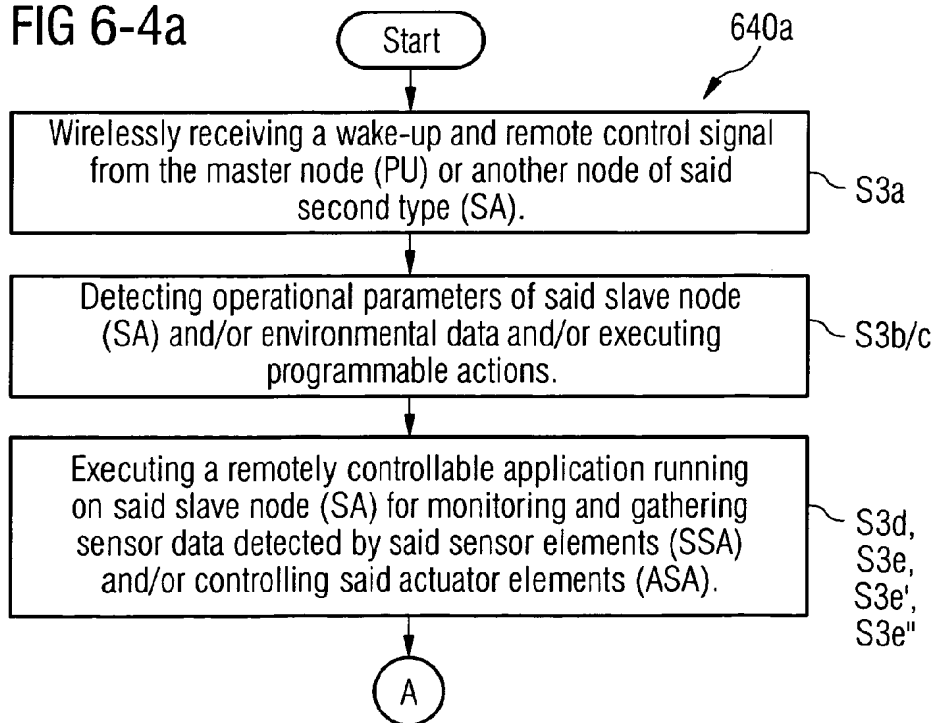 FIG 6-4a
Start
640a
Wirelessly receiving a wake-up and remote control signal
from the master node (PU) or another node of said
second type (SA).
S3a
Detecting operational parameters of said slave node
(SA) and/or environmental data and/or executing
programmable actions.
S3b/c
Executing a remotely controllable application running
on said slave node (SA) for monitoring and gathering
sensor data detected by said sensor elements (SSA)
and/or controlling said actuator elements (ASA).
S3d,
S3e,
S3e',
S3e"
A